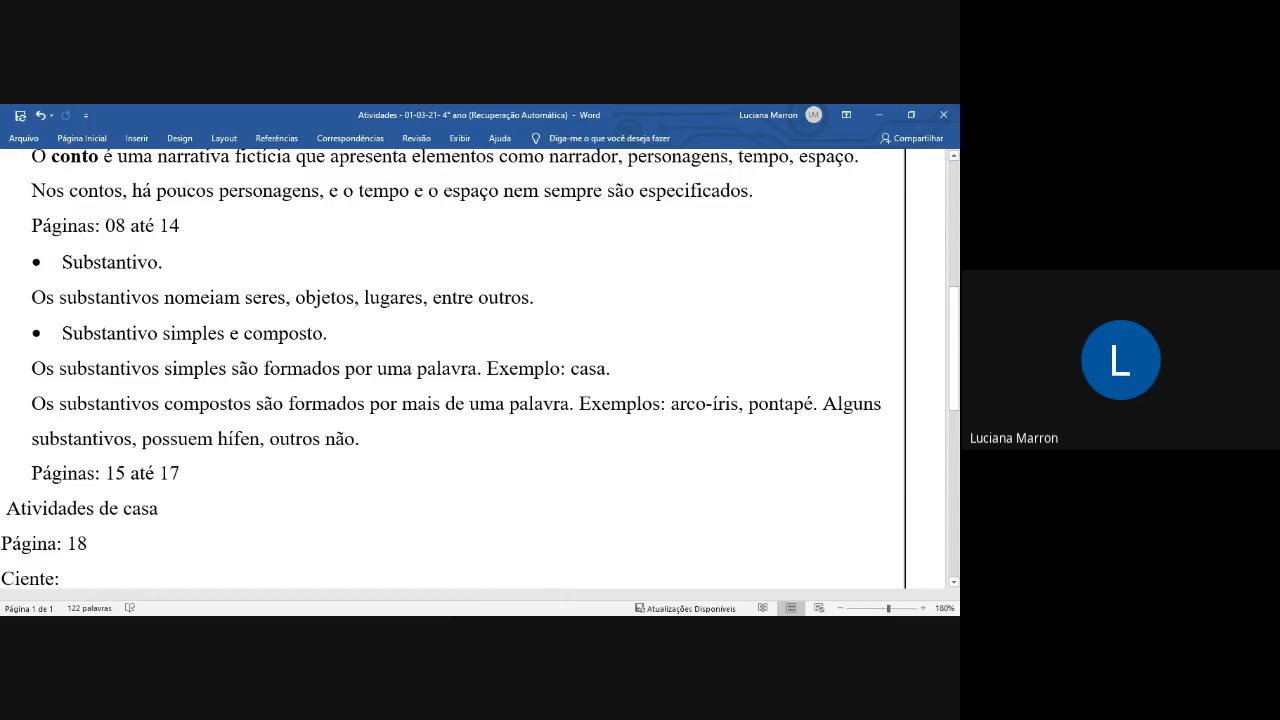 Atividades - 01-03-21- 4° ano (Recuperação Automática) - Word
Luciana Marron
LM
Arquivo Página Inicial Inserir Design Layout Referências Correspondências Revisão Exibir Ajuda Diga-me o que você deseja fazer Compartilhar
O conto é uma narrativa fictícia que apresenta elementos como narrador, personagens, tempo, espaço.
Nos contos, há poucos personagens, e o tempo e o espaço nem sempre são especificados.
Páginas: 08 até 14
• Substantivo.
Os substantivos nomeiam seres, objetos, lugares, entre outros.
• Substantivo simples e composto.
Os substantivos simples são formados por uma palavra. Exemplo: casa.
Os substantivos compostos são formados por mais de uma palavra. Exemplos: arco-íris, pontapé. Alguns
substantivos, possuem hífen, outros não.
Páginas: 15 até 17
Atividades de casa
Página: 18
Ciente:
Página 1 de 1 122 palavras Atualizações Disponíveis 180%
L
Luciana Marron